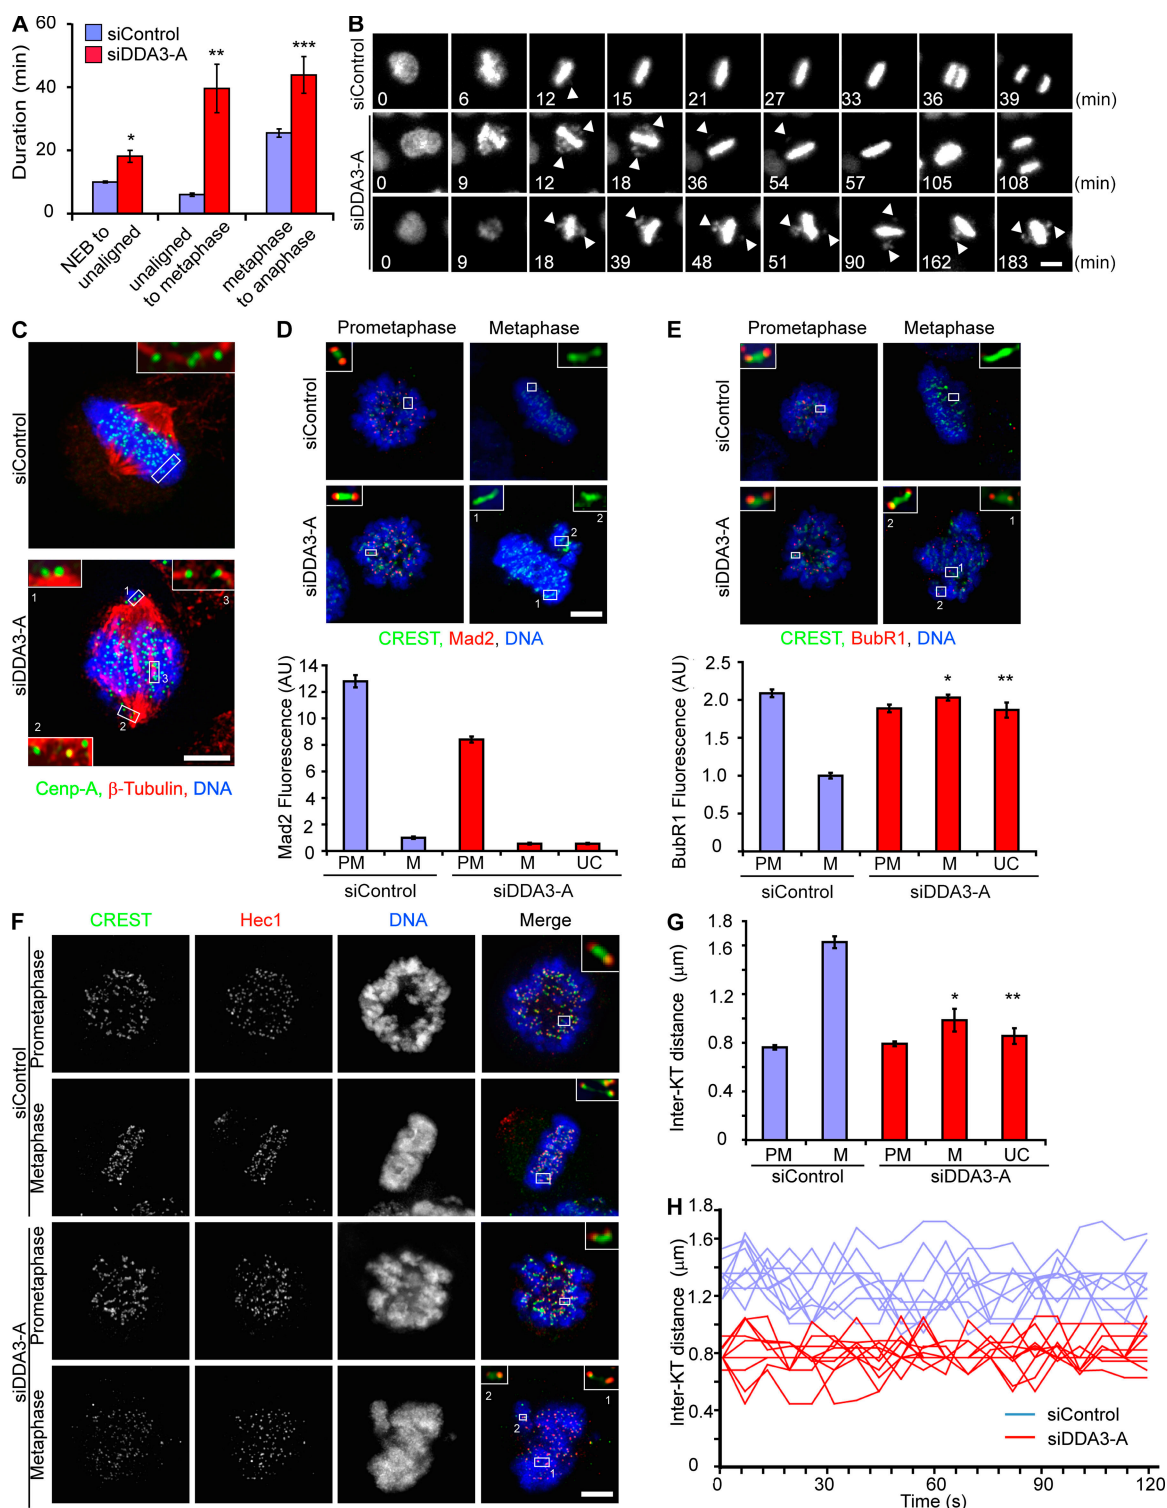 A
60
40
20
0
Duration (min)
siControl
siDDA3-A
*
**
***
NEB to
unaligned
unaligned
to metaphase
metaphase
to anaphase
B
siControl
0 6 12 15 21 27 33 36 39 (min)
siDDA3-A
0 9 12 18 36 54 57 105 108 (min)
0 9 18 39 48 51 90 162 183 (min)
C
siControl
siDDA3-A
1
3
1
3
2
2
Cenp-A, β-Tubulin, DNA
D
Prometaphase Metaphase
siControl
siDDA3-A
1
2
2
1
CREST, Mad2, DNA
Mad2 Fluorescence (AU)
14
12
10
8
6
4
2
0
PM M PM M UC
siControl siDDA3-A
E
Prometaphase Metaphase
siControl
siDDA3-A
2
1
1
2
CREST, BubR1, DNA
BubR1 Fluorescence (AU)
2.5
2.0
1.5
1.0
0.5
0
*
**
PM M PM M UC
siControl siDDA3-A
F
CREST Hec1 DNA Merge
siControl
Prometaphase
Metaphase
siDDA3-A
Prometaphase
Metaphase
2
1
2
1
G
Inter-KT distance (μm)
1.8
1.6
1.2
0.8
0.4
0
*
**
PM M PM M UC
siControl siDDA3-A
H
Inter-KT distance (μm)
1.8
1.6
1.2
0.8
0.4
0
siControl
siDDA3-A
0 30 60 90 120
Time (s)